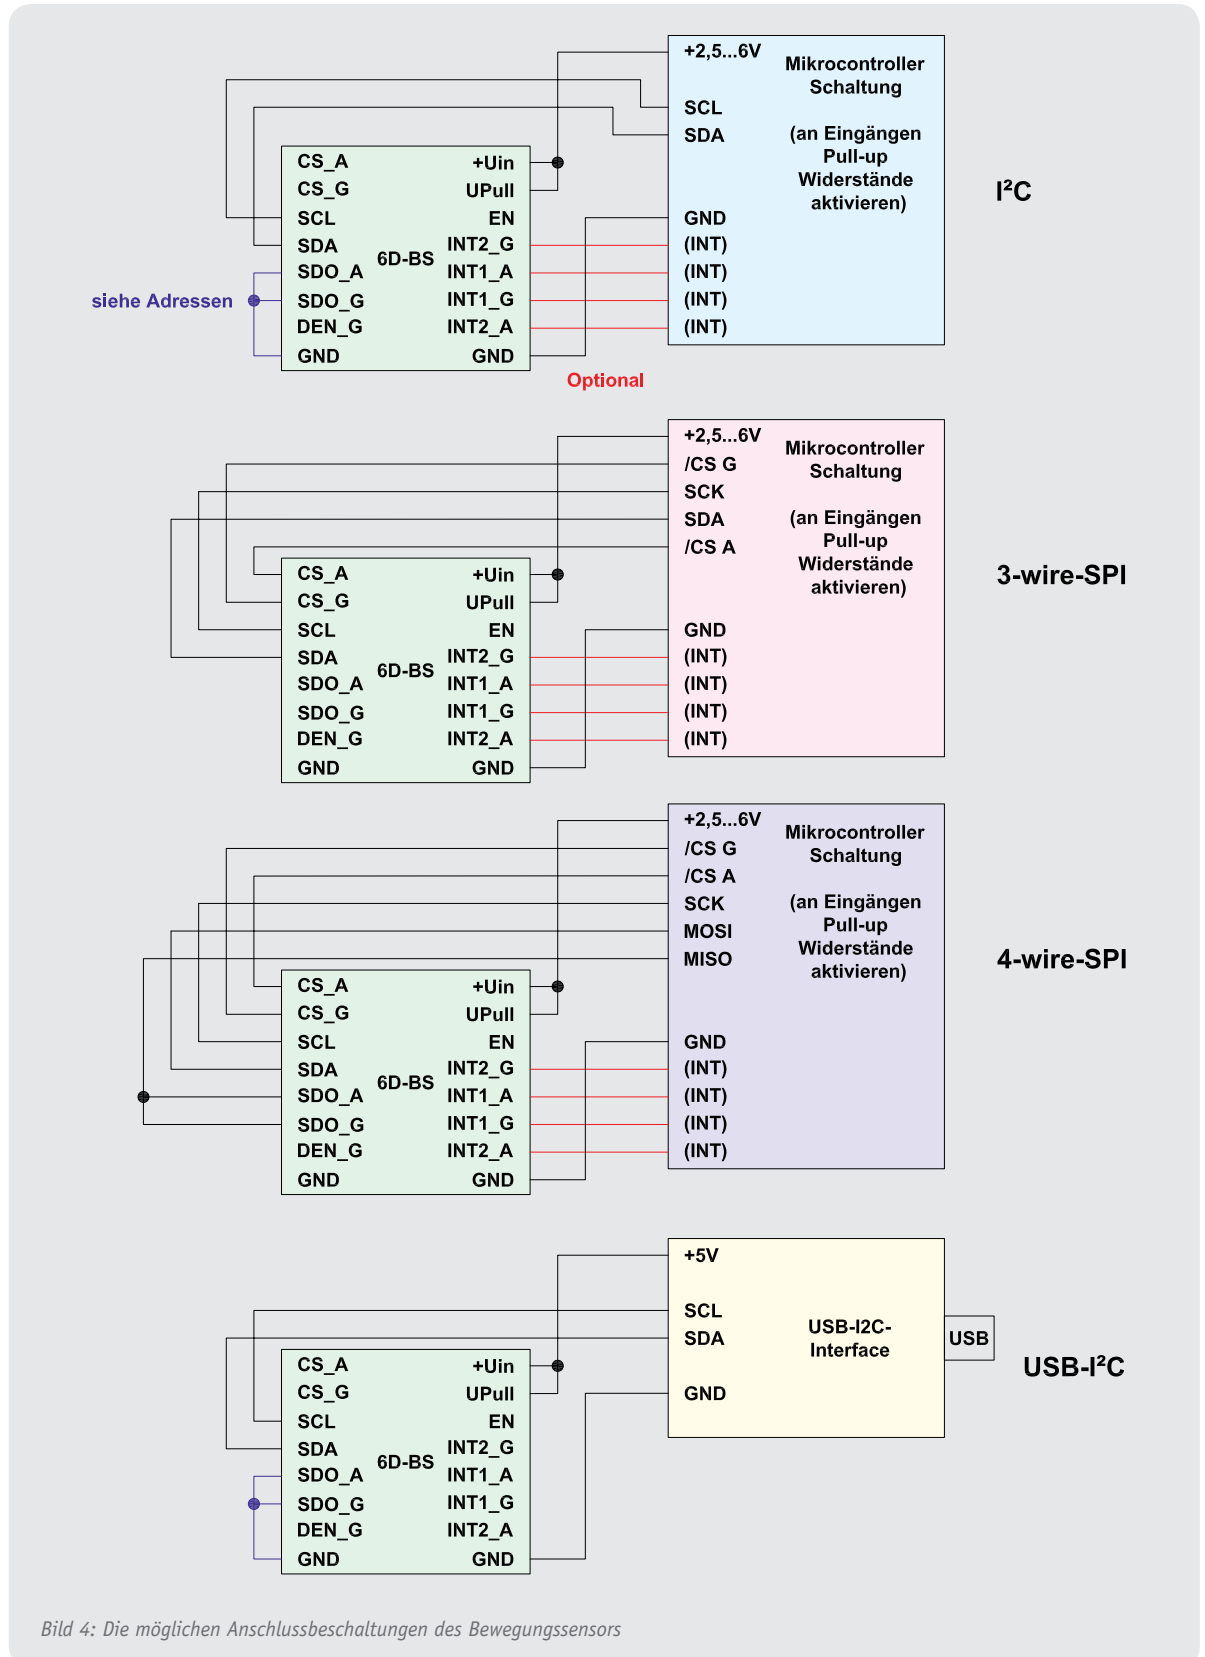 +2,5...6V
Mikrocontroller
Schaltung
SCL
SDA
(an Eingängen
Pull-up
Widerstände
aktivieren)
GND
(INT)
(INT)
(INT)
(INT)
CS_A
CS_G
SCL
SDA
SDO_A
SDO_G
DEN_G
GND
6D-BS
+Uin
UPull
EN
INT2_G
INT1_A
INT1_G
INT2_A
GND
siehe Adressen
Optional
I²C
+2,5...6V
/CS G
SCK
SDA
/CS A
Mikrocontroller
Schaltung
(an Eingängen
Pull-up
Widerstände
aktivieren)
GND
(INT)
(INT)
(INT)
(INT)
CS_A
CS_G
SCL
SDA
SDO_A
SDO_G
DEN_G
GND
6D-BS
+Uin
UPull
EN
INT2_G
INT1_A
INT1_G
INT2_A
GND
3-wire-SPI
+2,5...6V
/CS G
/CS A
SCK
MOSI
MISO
Mikrocontroller
Schaltung
(an Eingängen
Pull-up
Widerstände
aktivieren)
GND
(INT)
(INT)
(INT)
(INT)
CS_A
CS_G
SCL
SDA
SDO_A
SDO_G
DEN_G
GND
6D-BS
+Uin
UPull
EN
INT2_G
INT1_A
INT1_G
INT2_A
GND
4-wire-SPI
+5V
SCL
SDA
GND
USB-I2C-
Interface
USB
CS_A
CS_G
SCL
SDA
SDO_A
SDO_G
DEN_G
GND
6D-BS
+Uin
UPull
EN
INT2_G
INT1_A
INT1_G
INT2_A
GND
USB-I²C
Bild 4: Die möglichen Anschlussbeschaltungen des Bewegungssensors